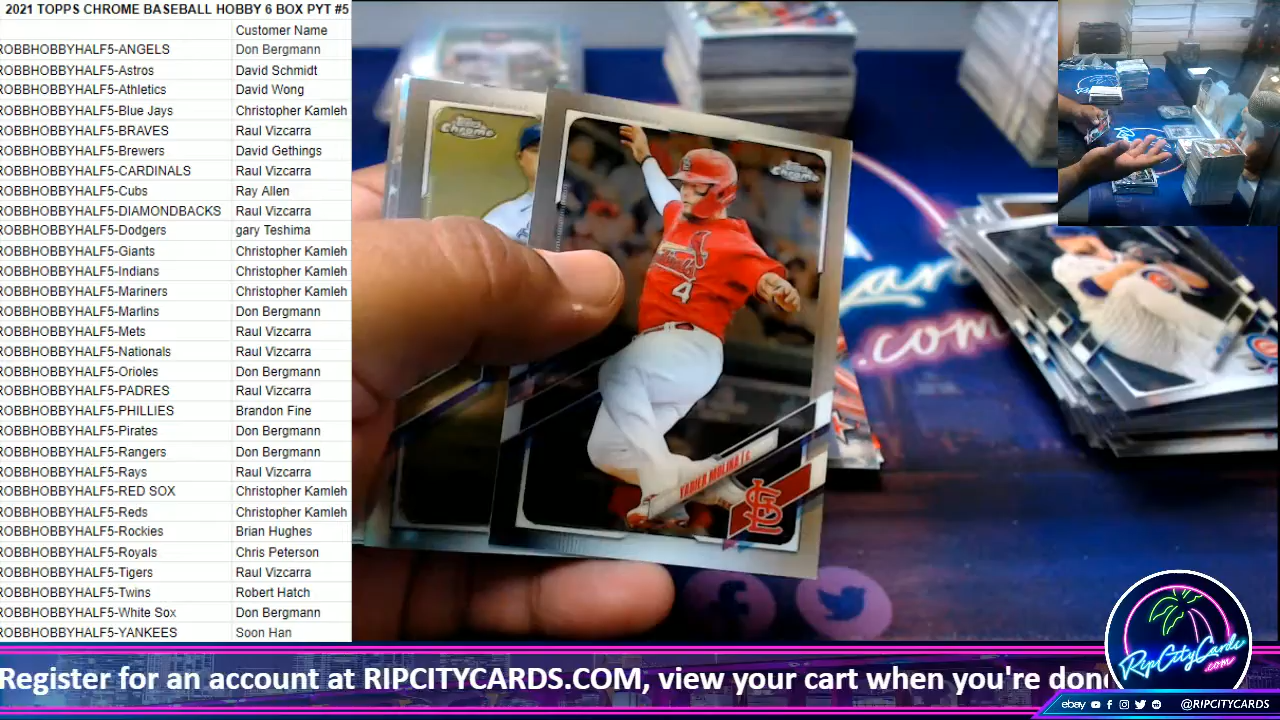 2021 TOPPS CHROME BASEBALL HOBBY 6 BOX PYT #5
Customer Name
ROBBHOBBYHALF5-ANGELS Don Bergmann
ROBBHOBBYHALF5-Astros David Schmidt
ROBBHOBBYHALF5-Athletics David Wong
ROBBHOBBYHALF5-Blue Jays Christopher Kamleh
ROBBHOBBYHALF5-BRAVES Raul Vizcarra
ROBBHOBBYHALF5-Brewers David Gethings
ROBBHOBBYHALF5-CARDINALS Raul Vizcarra
ROBBHOBBYHALF5-Cubs Ray Allen
ROBBHOBBYHALF5-DIAMONDBACKS Raul Vizcarra
ROBBHOBBYHALF5-Dodgers gary Teshima
ROBBHOBBYHALF5-Giants Christopher Kamleh
ROBBHOBBYHALF5-Indians Christopher Kamleh
ROBBHOBBYHALF5-Mariners Christopher Kamleh
ROBBHOBBYHALF5-Marlins Don Bergmann
ROBBHOBBYHALF5-Mets Raul Vizcarra
ROBBHOBBYHALF5-Nationals Raul Vizcarra
ROBBHOBBYHALF5-Orioles Don Bergmann
ROBBHOBBYHALF5-PADRES Raul Vizcarra
ROBBHOBBYHALF5-PHILLIES Brandon Fine
ROBBHOBBYHALF5-Pirates Don Bergmann
ROBBHOBBYHALF5-Rangers Don Bergmann
ROBBHOBBYHALF5-Rays Raul Vizcarra
ROBBHOBBYHALF5-RED SOX Christopher Kamleh
ROBBHOBBYHALF5-Reds Christopher Kamleh
ROBBHOBBYHALF5-Rockies Brian Hughes
ROBBHOBBYHALF5-Royals Chris Peterson
ROBBHOBBYHALF5-Tigers Raul Vizcarra
ROBBHOBBYHALF5-Twins Robert Hatch
ROBBHOBBYHALF5-White Sox Don Bergmann
ROBBHOBBYHALF5-YANKEES Soon Han
Topps Chrome
Chrome
4
YADIER MOLINA | C
STL
.com
RipCityCards
.com
Register for an account at RIPCITYCARDS.COM, view your cart when you're done
ebay @RIPCITYCARDS